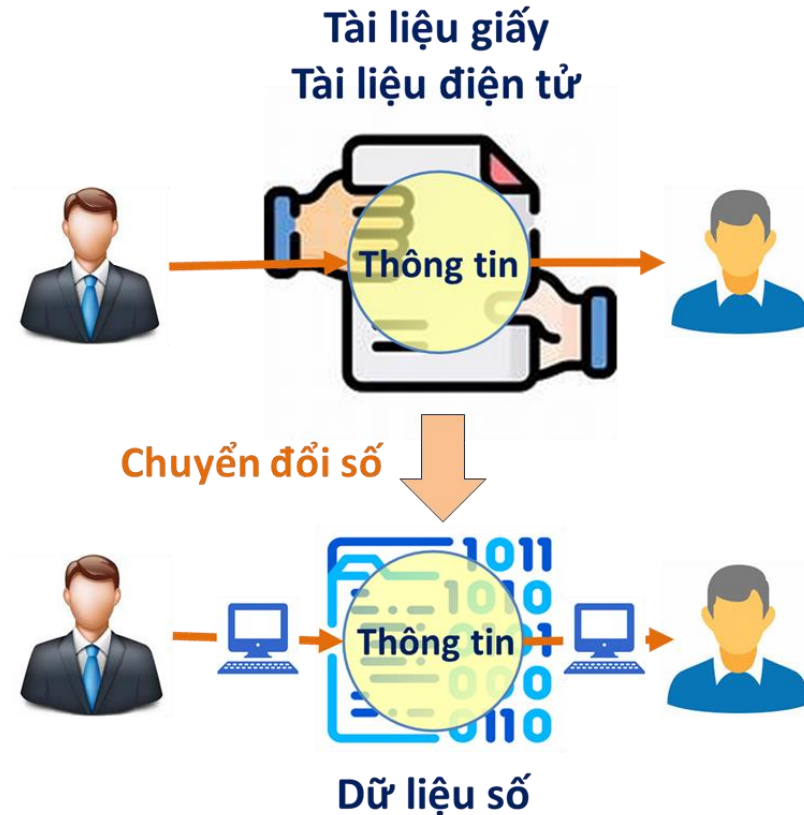 Tài liệu giấy
Tài liệu điện tử
Thông tin
Chuyển đổi số
1011
1010
Thông tin
000
0110
Dữ liệu số